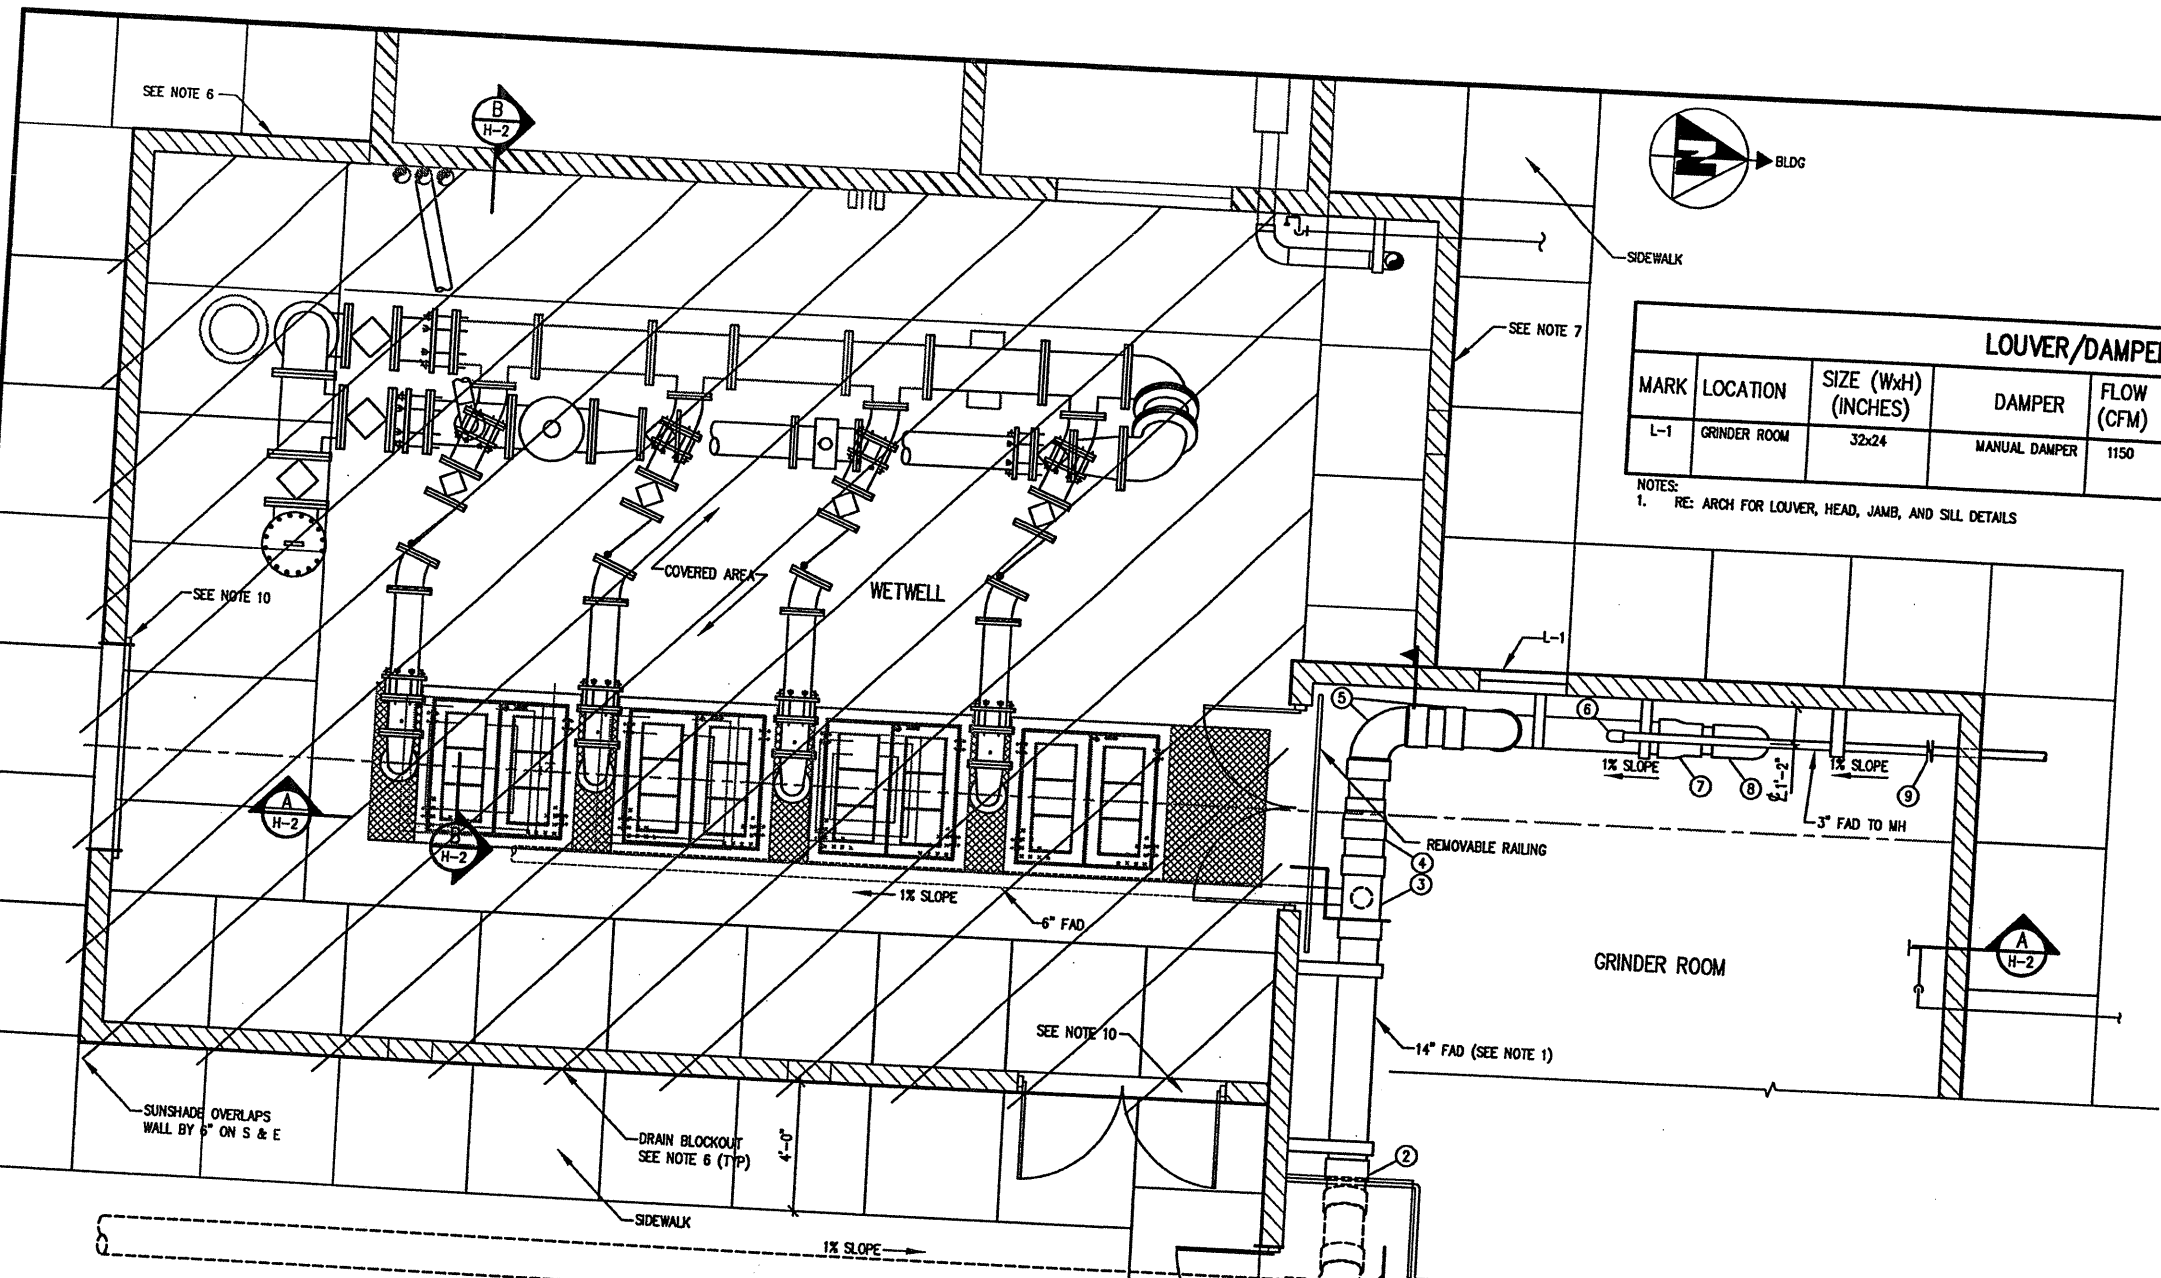 SEE NOTE 6
B
H-2
N
BLDG
SIDEWALK
SEE NOTE 7
LOUVER/DAMPE
MARK
LOCATION
SIZE (WxH)
(INCHES)
DAMPER
FLOW
(CFM)
L-1
GRINDER ROOM
32x24
MANUAL DAMPER
1150
NOTES:
1. RE: ARCH FOR LOUVER, HEAD, JAMB, AND SILL DETAILS
COVERED AREA
WETWELL
SEE NOTE 10
L-1
5
6
1% SLOPE
7
8
1'-2"
1% SLOPE
9
3" FAD TO MH
A
H-2
B
H-2
REMOVABLE RAILING
4
3
1% SLOPE
6" FAD
GRINDER ROOM
A
H-2
SEE NOTE 10
14" FAD (SEE NOTE 1)
SUNSHADE OVERLAPS
WALL BY 6" ON S & E
DRAIN BLOCKOUT
SEE NOTE 6 (TYP)
4'-0"
2
SIDEWALK
1% SLOPE